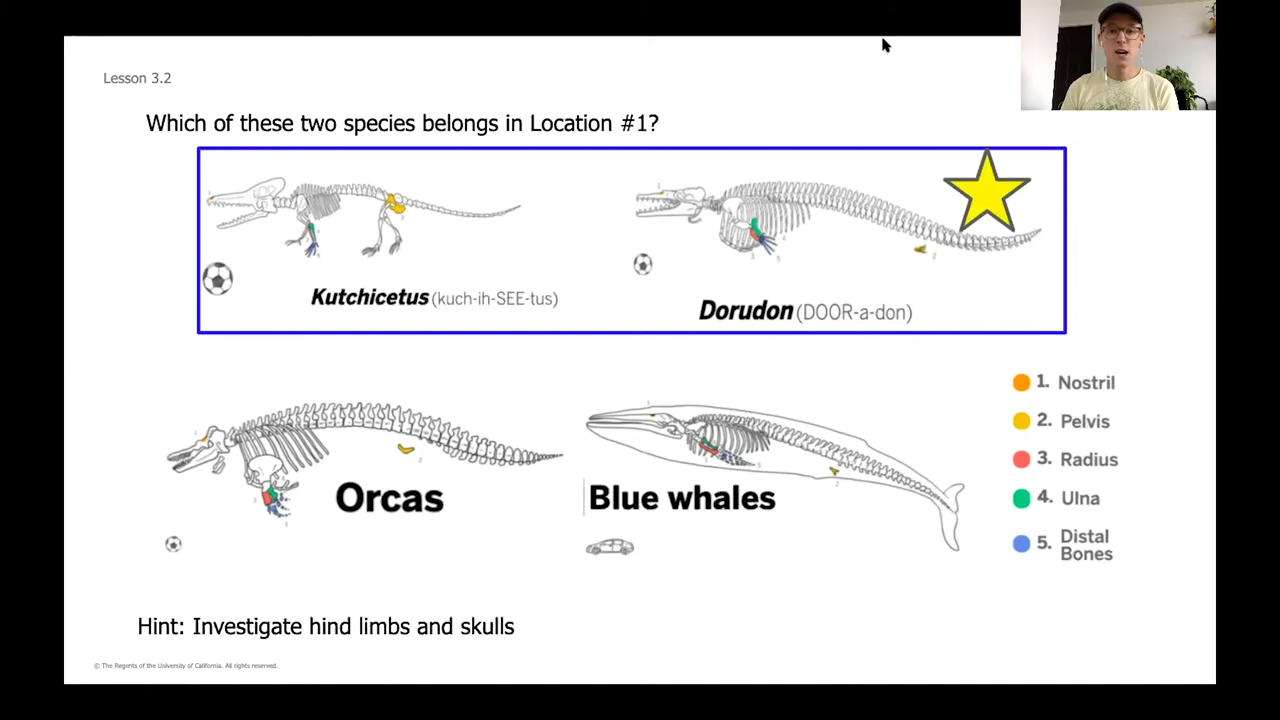 Lesson 3.2
Which of these two species belongs in Location #1?
Kutchicetus (kuch-ih-SEE-tus)
Dorudon (DOOR-a-don)
Orcas
Blue whales
1. Nostril
2. Pelvis
3. Radius
4. Ulna
5. Distal
Bones
Hint: Investigate hind limbs and skulls
© The Regents of the University of California. All rights reserved.